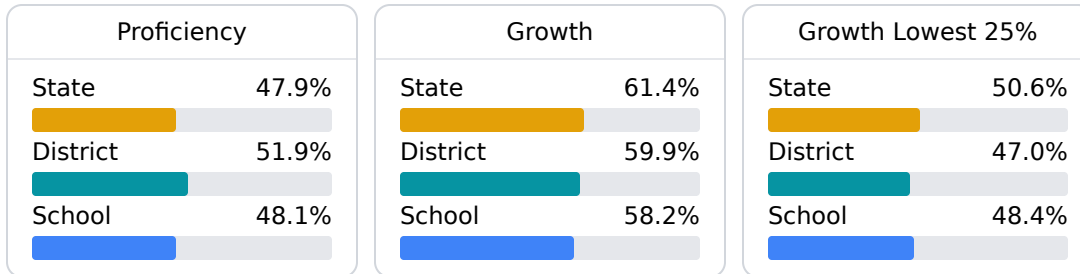 Proficiency
State 47.9%
District 51.9%
School 48.1%
Growth
State 61.4%
District 59.9%
School 58.2%
Growth Lowest 25%
State 50.6%
District 47.0%
School 48.4%